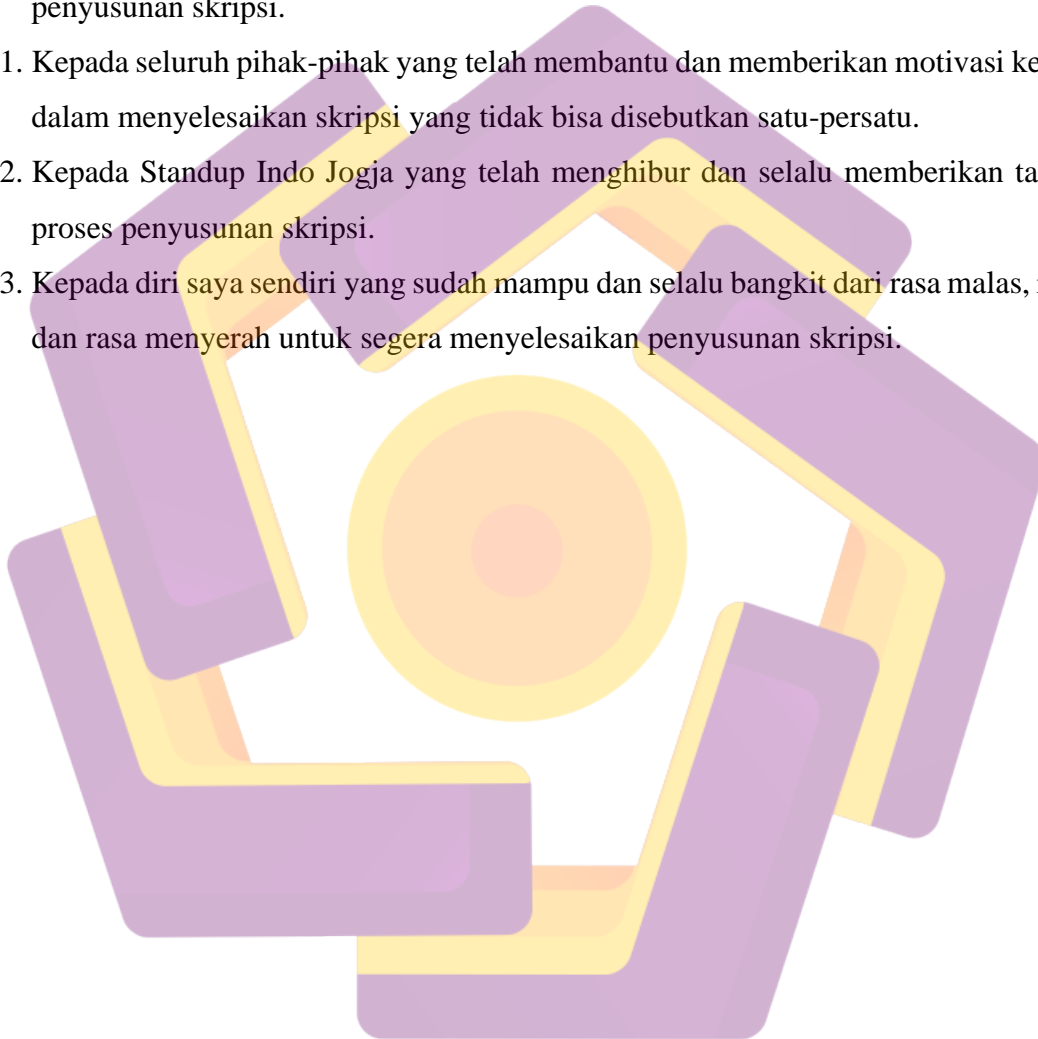 penyusunan skripsi.
1. Kepada seluruh pihak-pihak yang telah membantu dan memberikan motivasi
dalam menyelesaikan skripsi yang tidak bisa disebutkan satu-persatu.
2. Kepada Standup Indo Jogja yang telah menghibur dan selalu memberikan
proses penyusunan skripsi.
3. Kepada diri saya sendiri yang sudah mampu dan selalu bangkit dari rasa malas,
dan rasa menyerah untuk segera menyelesaikan penyusunan skripsi.